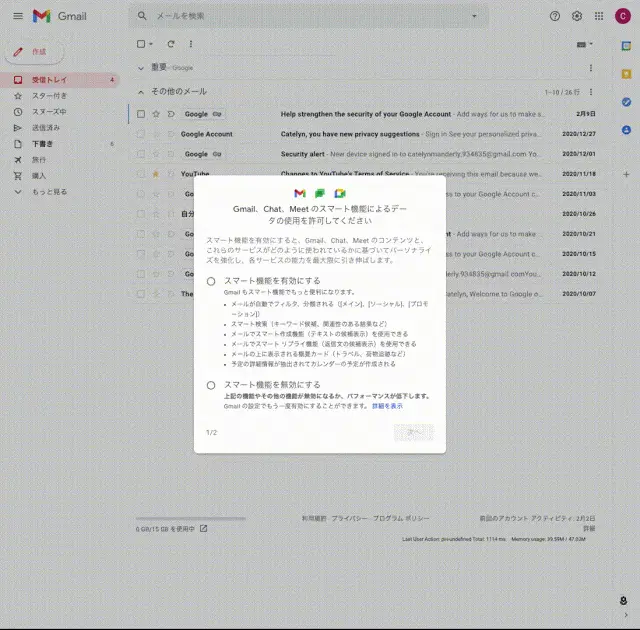 Gmail
メールを検索
C
作成
受信トレイ 4
スター付き
スヌーズ中
送信済み
下書き 6
旅行
購入
もっと見る
重要 - Google
その他のメール
1-10 / 26 行
Google Help strengthen the security of your Google Account - Add ways for us to make s... 2月9日
Google Account Catelyn, you have new privacy suggestions - Sign in See your personalized priva... 2020/12/27
Google Security alert - New device signed in to catelynmanderly.934835@gmail.com Yo... 2020/12/01
YouTube Changes to YouTube's Terms of Service - You're receiving this email because we... 2020/11/18
Go to your Google Account c... 2020/11/03
自分 2020/10/26
Go nt - Add ways for us to make s... 2020/10/21
Go to your Google Account c... 2020/10/15
Go erly.934835@gmail.comYou... 2020/10/12
The Catelyn, Welcome to Google e... 2020/10/07
Gmail、Chat、Meet のスマート機能によるデー
タの使用を許可してください
スマート機能を有効にすると、Gmail、Chat、Meet のコンテンツと、
これらのサービスがどのように使われているかに基づいてパーソナライ
ズを強化し、各サービスの能力を最大限に引き伸ばします。
スマート機能を有効にする
Gmail もスマート機能でもっと便利になります。
• メールが自動でフィルタ、分類される（[メイン]、[ソーシャル]、[プロモ
ーション]）
• スマート検索（キーワード候補、関連性のある結果など）
• メールでスマート作成機能（テキストの候補表示）を使用できる
• メールでスマート リプライ機能（返信文の候補表示）を使用できる
• メールの上に表示される概要カード（トラベル、荷物追跡など）
• 予定の詳細情報が抽出されてカレンダーの予定が作成される
スマート機能を無効にする
上記の機能やその他の機能が無効になるか、パフォーマンスが低下します。
Gmail の設定でもう一度有効にすることができます。 詳細を表示
1/2
次へ
0 GB/15 GB を使用中
利用規約 · プライバシー · プログラム ポリシー
前回のアカウント アクティビティ: 2月2日
詳細
Last User Action: pre-undefined Total: 1714 ms Memory usage: 39.59M / 47.03M